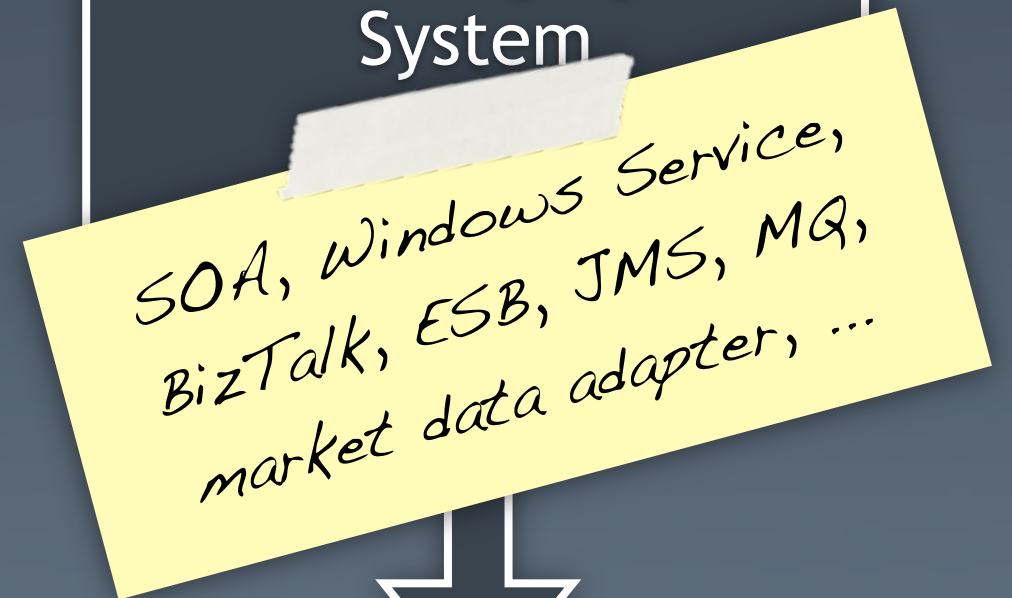 System
SOA, Windows Service,
BizTalk, ESB, JMS, MQ,
market data adapter, ...